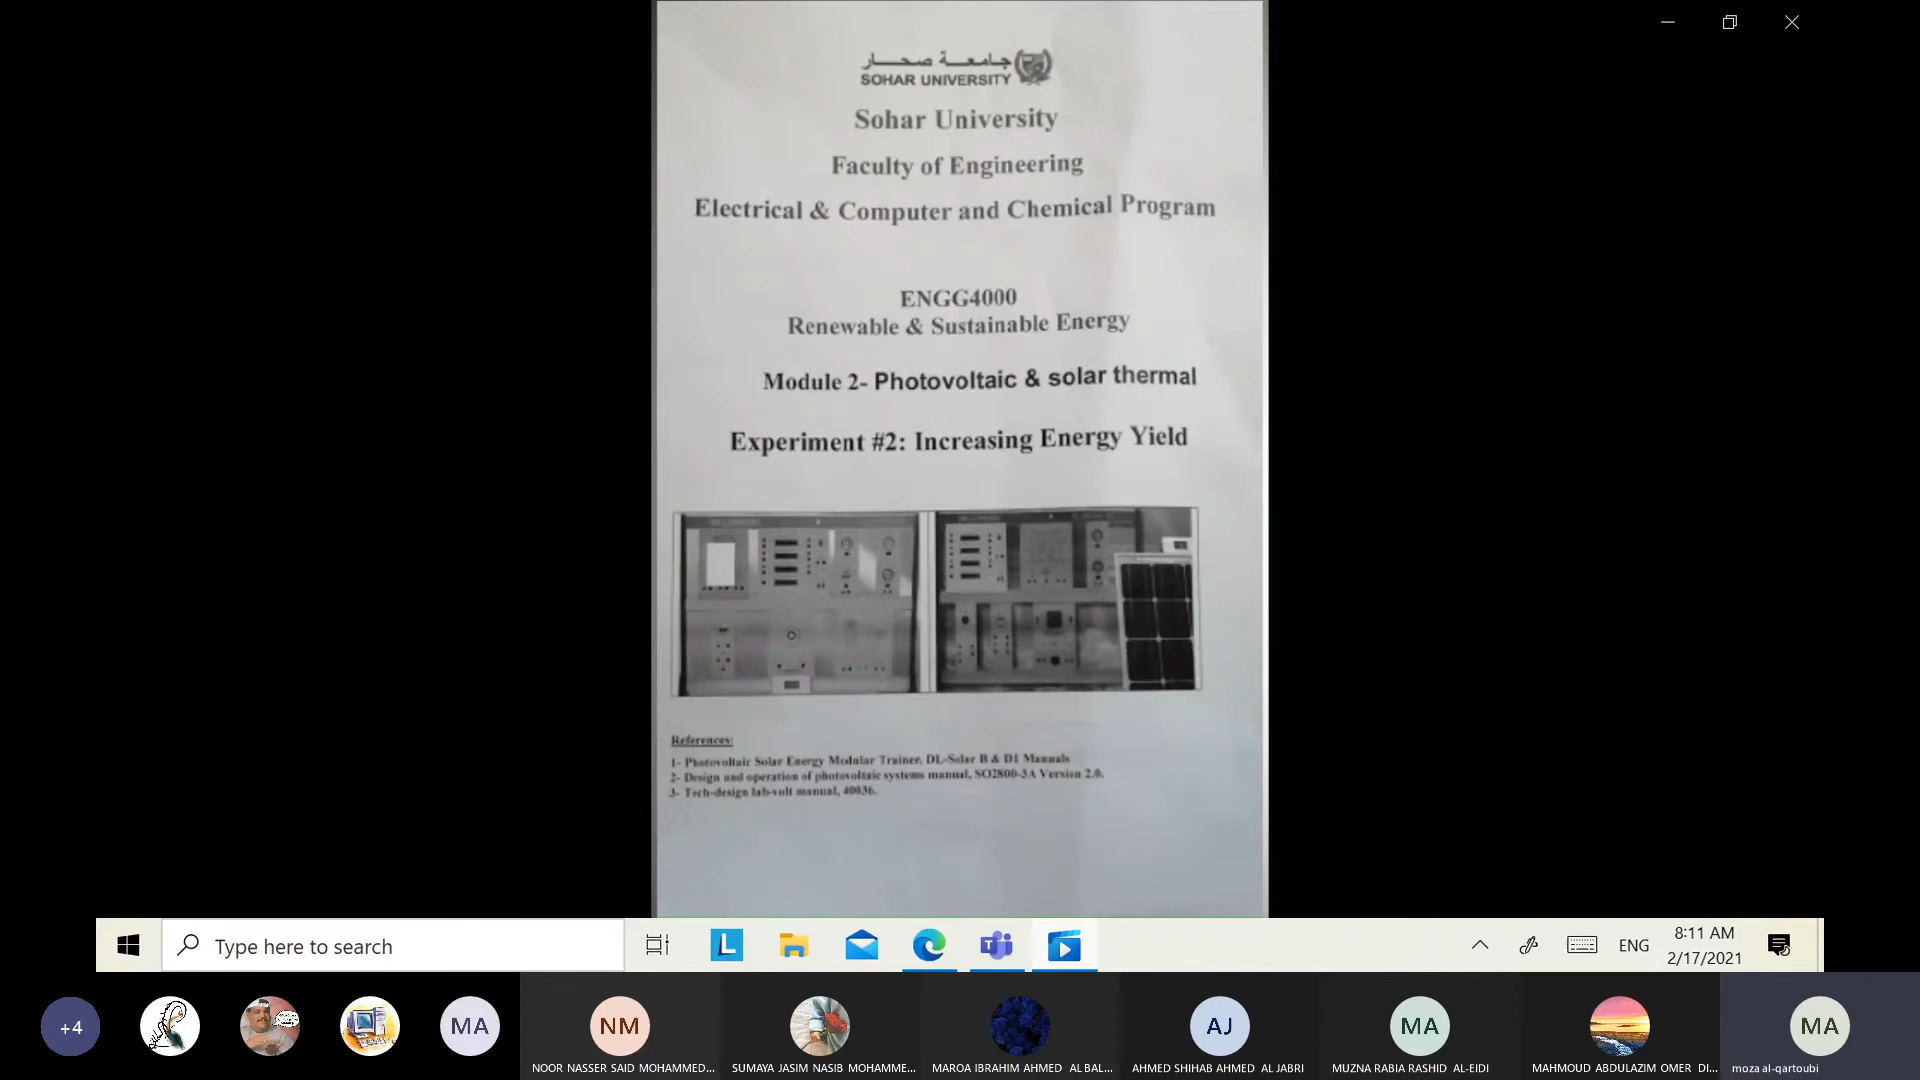 جامعة صحار
SOHAR UNIVERSITY
Sohar University
Faculty of Engineering
Electrical & Computer and Chemical Program
ENGG4000
Renewable & Sustainable Energy
Module 2- Photovoltaic & solar thermal
Experiment #2: Increasing Energy Yield
References:
1- Photovoltaic Solar Energy Modular Trainer, DL-Solar B & D1 Manuals
2- Design and operation of photovoltaic systems manual, SO2800-3A Version 2.0.
3- Tech-design lab-volt manual, 40036.
Type here to search
L
T
ENG
8:11 AM
2/17/2021
+4
MA
NM
AJ
MA
MA
NOOR NASSER SAID MOHAMMED...
SUMAYA JASIM NASIB MOHAMME...
MAROA IBRAHIM AHMED AL BAL...
AHMED SHIHAB AHMED AL JABRI
MUZNA RABIA RASHID AL-EIDI
MAHMOUD ABDULAZIM OMER DI...
moza al-qartoubi